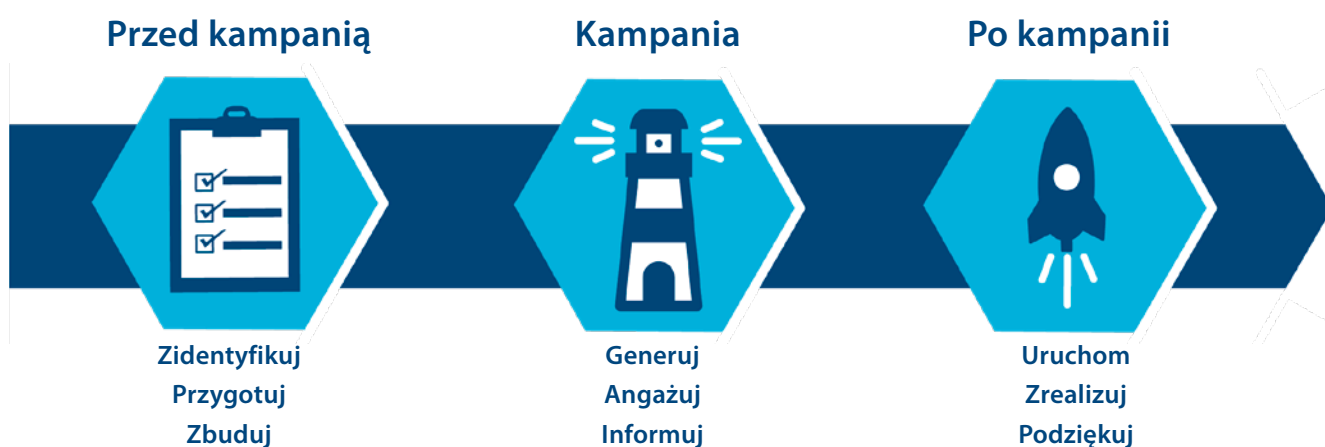 Przed kampanią
Kampania
Po kampanii
Zidentyfikuj
Przygotuj
Zbuduj
Generuj
Angażuj
Informuj
Uruchom
Zrealizuj
Podziękuj